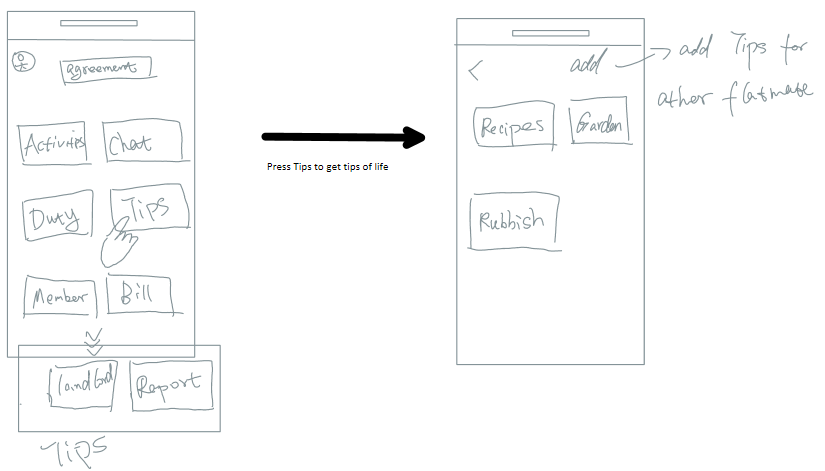 agreement
Activities
Chat
Duty
Tips
Member
Bill
landlord
Report
Tips
Press Tips to get tips of life
add
add Tips for
other flatmate
Recipes
Garden
Rubbish